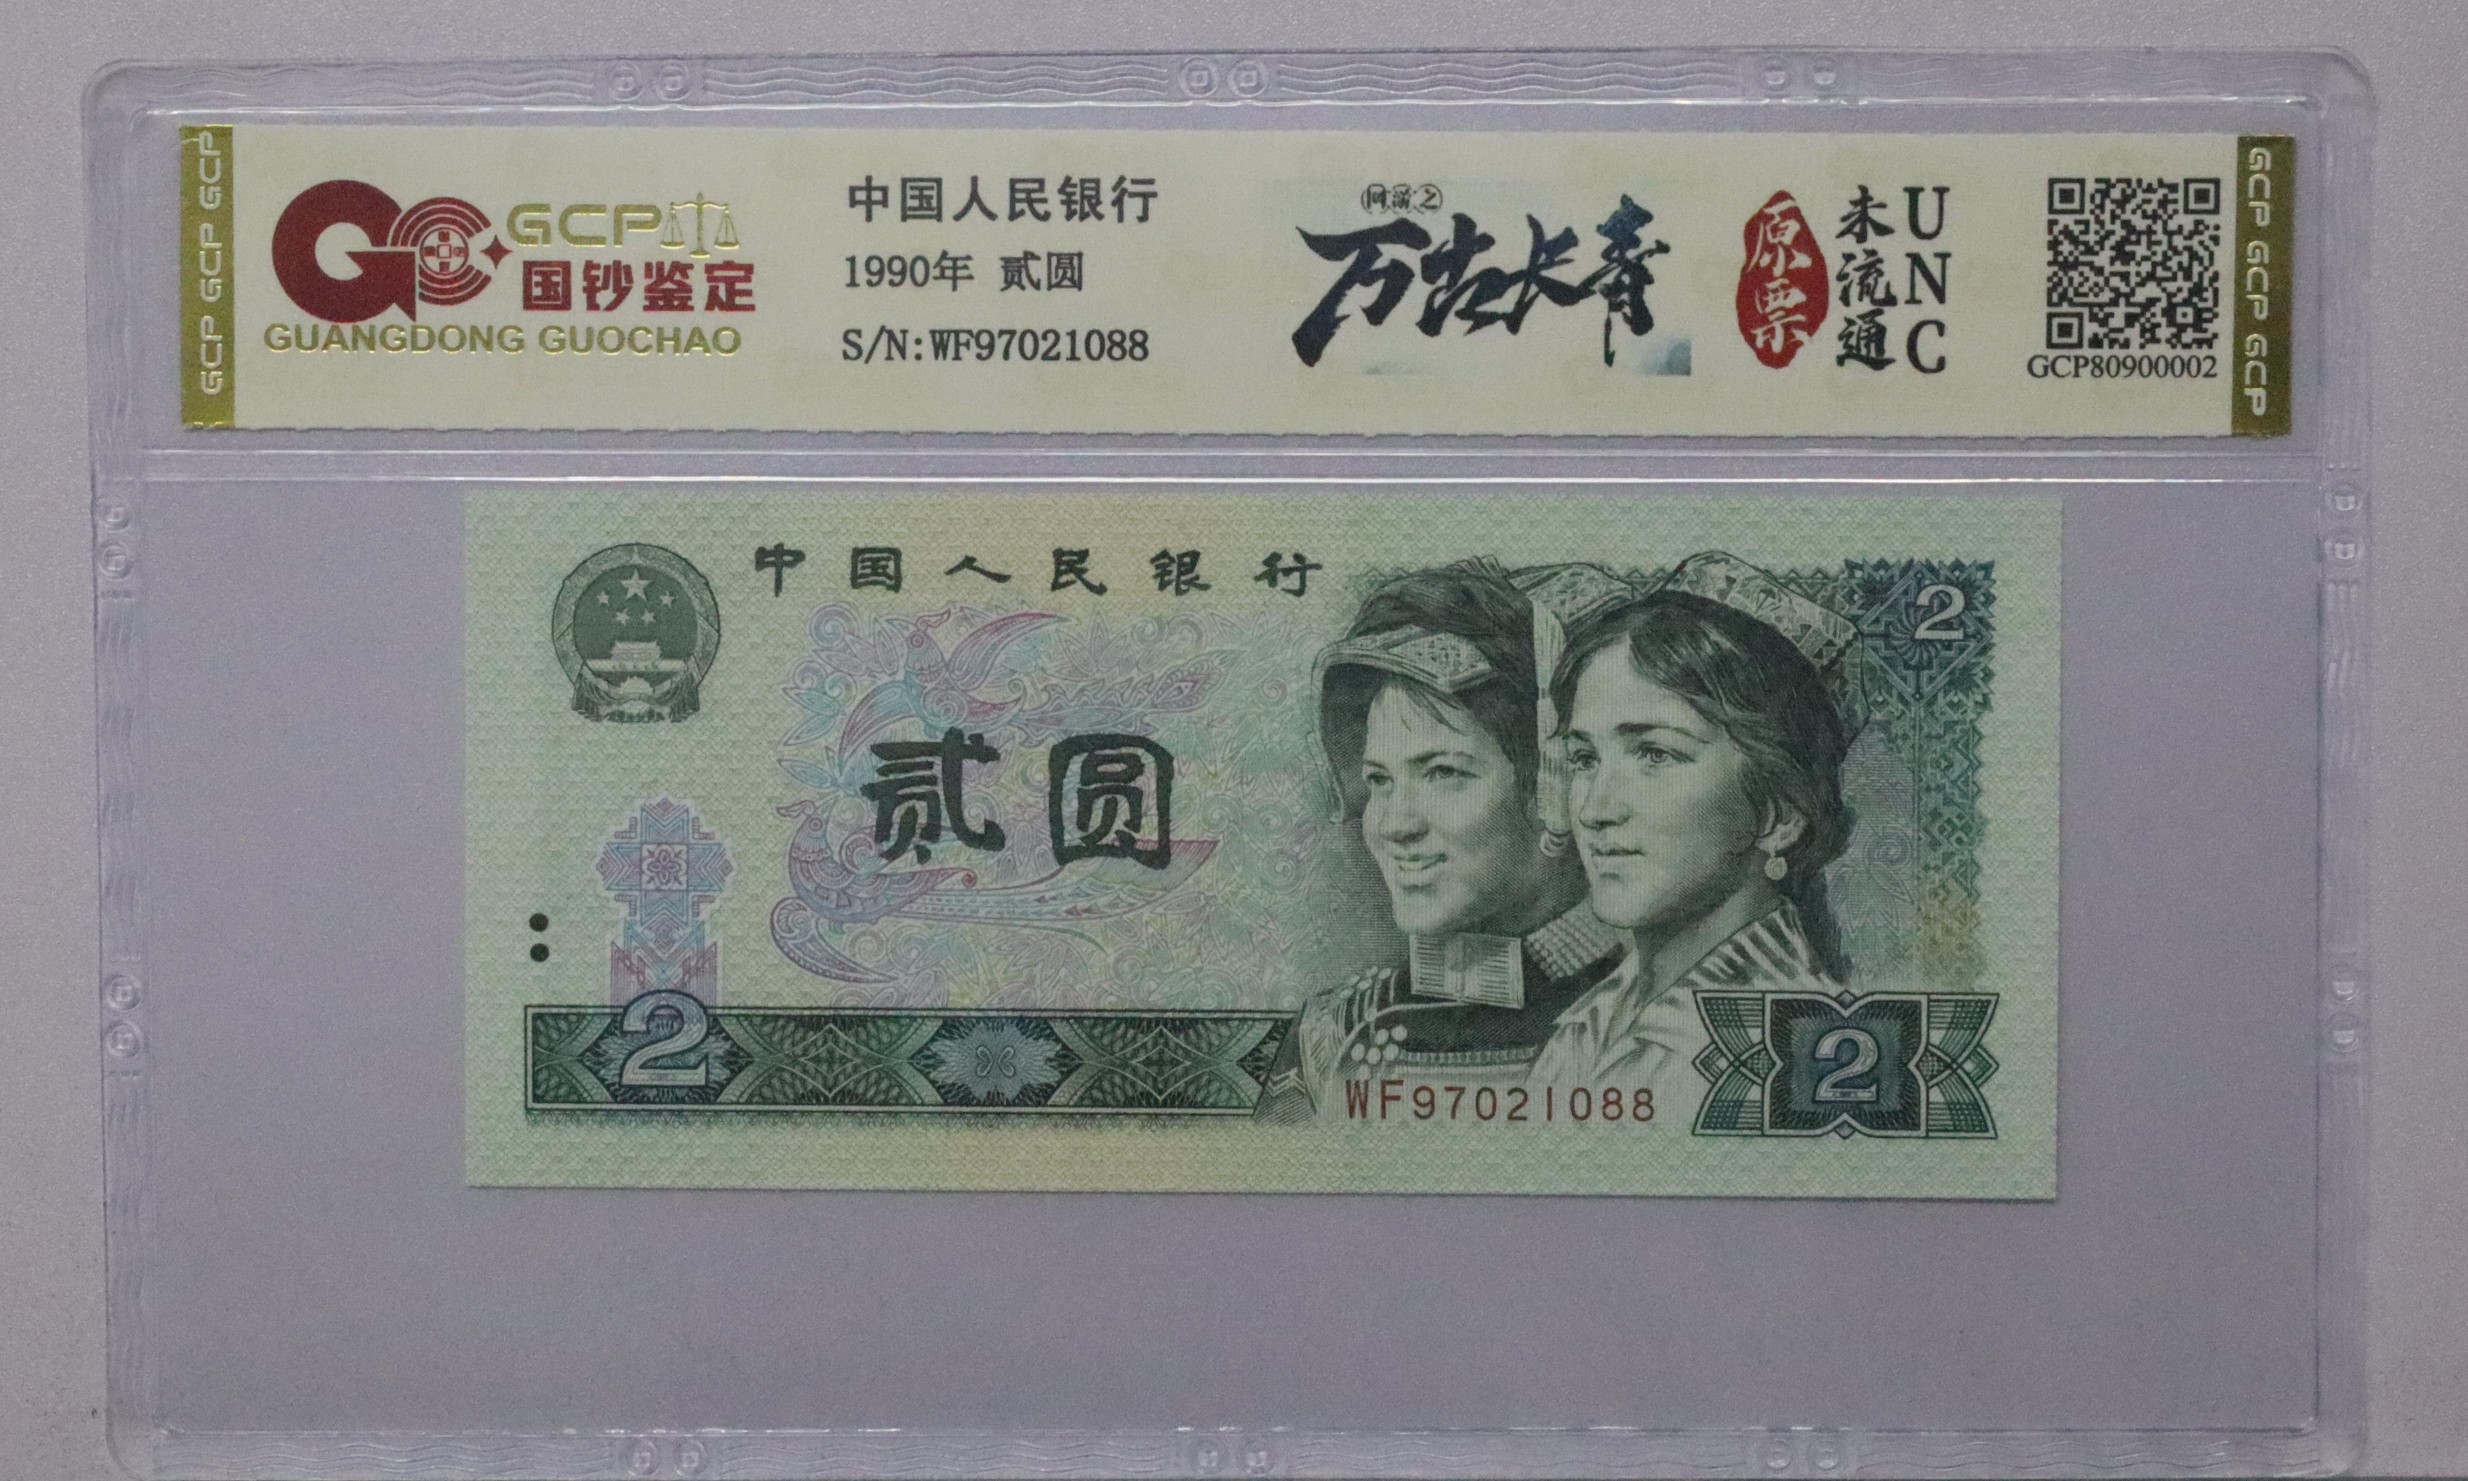 GCP GCP GCP
GCP
国钞鉴定
GUANGDONG GUOCHAO
中国人民银行
1990年 贰圆
S/N:WF97021088
万古长青
原票
未流通
UNC
GCP80900002
GCP GCP GCP
中国人民银行
2
贰圆
2
WF97021088
2